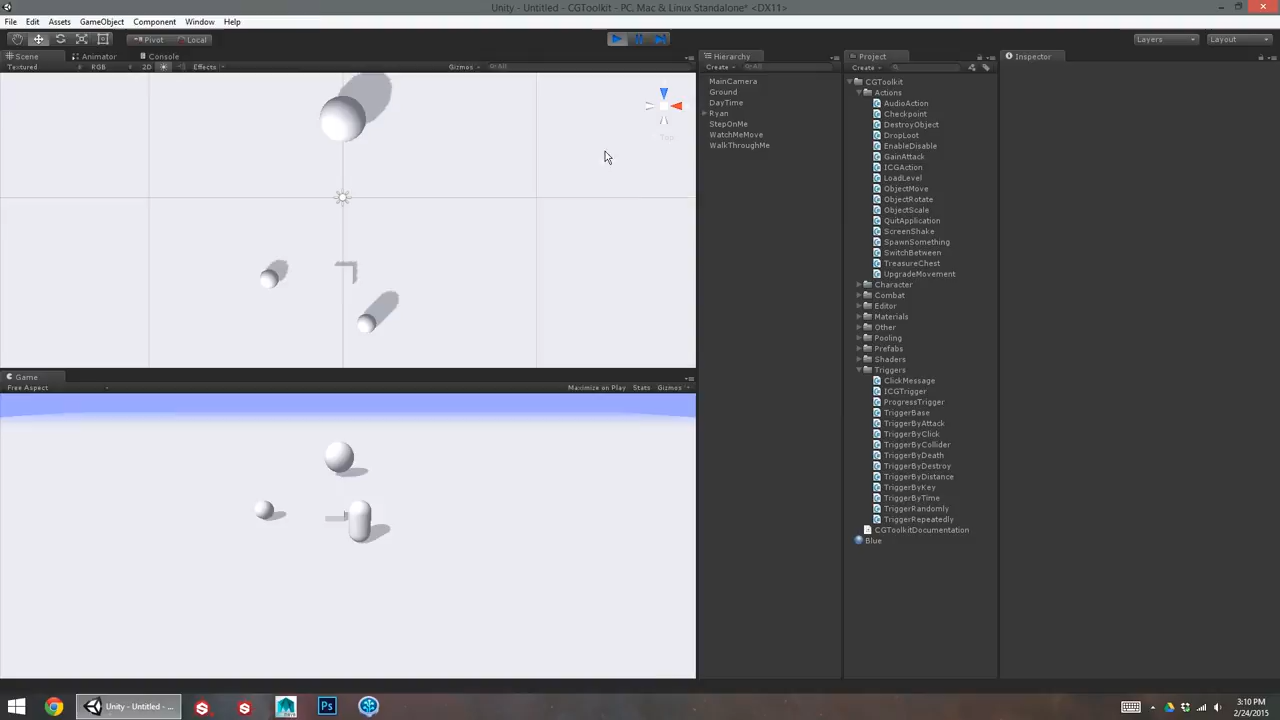 Unity - Untitled - CGToolkit - PC, Mac & Linux Standalone* <DX11>
File Edit Assets GameObject Component Window Help
Pivot Local Layers Layout
Scene Animator Console
Textured RGB 2D Effects Gizmos All
Hierarchy
Create All
MainCamera
Ground
DayTime
Ryan
StepOnMe
WatchMeMove
WalkThroughMe
Project
Create
CGToolkit
Actions
AudioAction
Checkpoint
DestroyObject
DropLoot
EnableDisable
GainAttack
ICGAction
LoadLevel
ObjectMove
ObjectRotate
ObjectScale
QuitApplication
ScreenShake
SpawnSomething
SwitchBetween
TreasureChest
UpgradeMovement
Character
Combat
Editor
Materials
Other
Pooling
Prefabs
Shaders
Triggers
ClickMessage
ICGTrigger
ProgressTrigger
TriggerBase
TriggerByAttack
TriggerByClick
TriggerByCollider
TriggerByDeath
TriggerByDestroy
TriggerByDistance
TriggerByKey
TriggerByTime
TriggerRandomly
TriggerRepeatedly
CGToolkitDocumentation
Blue
Inspector
Top
Game
Free Aspect Maximize on Play Stats Gizmos
Unity - Untitled - ...
Ps
3:10 PM
2/24/2015